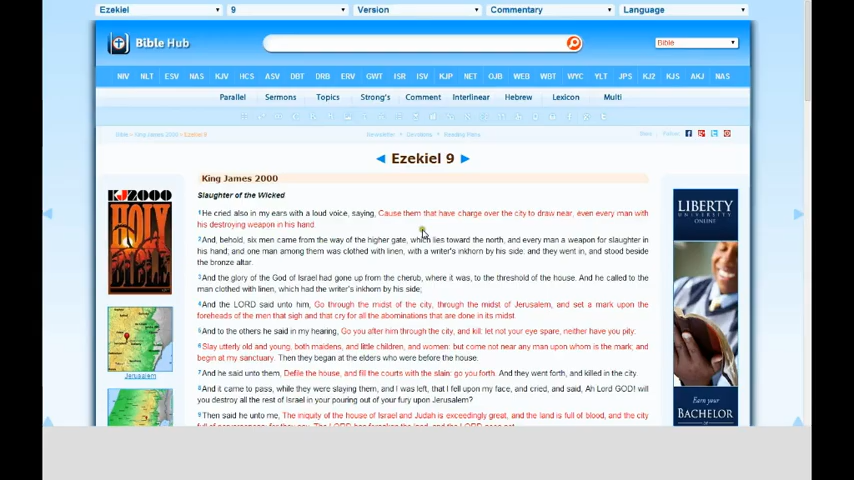 Ezekiel 9 Version Commentary Language
Bible Hub Bible
NIV NLT ESV NAS KJV HCS ASV DBT DRB ERV GWT ISR ISV KJP NET OJB WEB WBT WYC YLT JPS KJ2 KJS AKJ NAS
Parallel Sermons Topics Strong's Comment Interlinear Hebrew Lexicon Multi
Bible > King James 2000 > Ezekiel 9
Follow:
Ezekiel 9
King James 2000
Slaughter of the Wicked
1He cried also in my ears with a loud voice, saying, Cause them that have charge over the city to draw near, even every man with
his destroying weapon in his hand
2And, behold, six men came from the way of the higher gate, which lies toward the north, and every man a weapon for slaughter in
his hand; and one man among them was clothed with linen, with a writer's inkhorn by his side: and they went in, and stood beside
the bronze altar.
3And the glory of the God of Israel had gone up from the cherub, where it was, to the threshold of the house. And he called to the
man clothed with linen, which had the writer's inkhorn by his side;
4And the LORD said unto him, Go through the midst of the city, through the midst of Jerusalem, and set a mark upon the
foreheads of the men that sigh and that cry for all the abominations that are done in its midst.
5And to the others he said in my hearing, Go you after him through the city, and kill: let not your eye spare, neither have you pity.
6Slay utterly old and young, both maidens, and little children, and women: but come not near any man upon whom is the mark; and
begin at my sanctuary. Then they began at the elders who were before the house.
7And he said unto them, Defile the house, and fill the courts with the slain: go you forth. And they went forth, and killed in the city.
8And it came to pass, while they were slaying them, and I was left, that I fell upon my face, and cried, and said, Ah Lord GOD! will
you destroy all the rest of Israel in your pouring out of your fury upon Jerusalem?
9Then said he unto me, The iniquity of the house of Israel and Judah is exceedingly great, and the land is full of blood, and the city
KJ2000
HOLY
BIBLE
Jerusalem
LIBERTY
UNIVERSITY
ONLINE
Earn your
BACHELOR